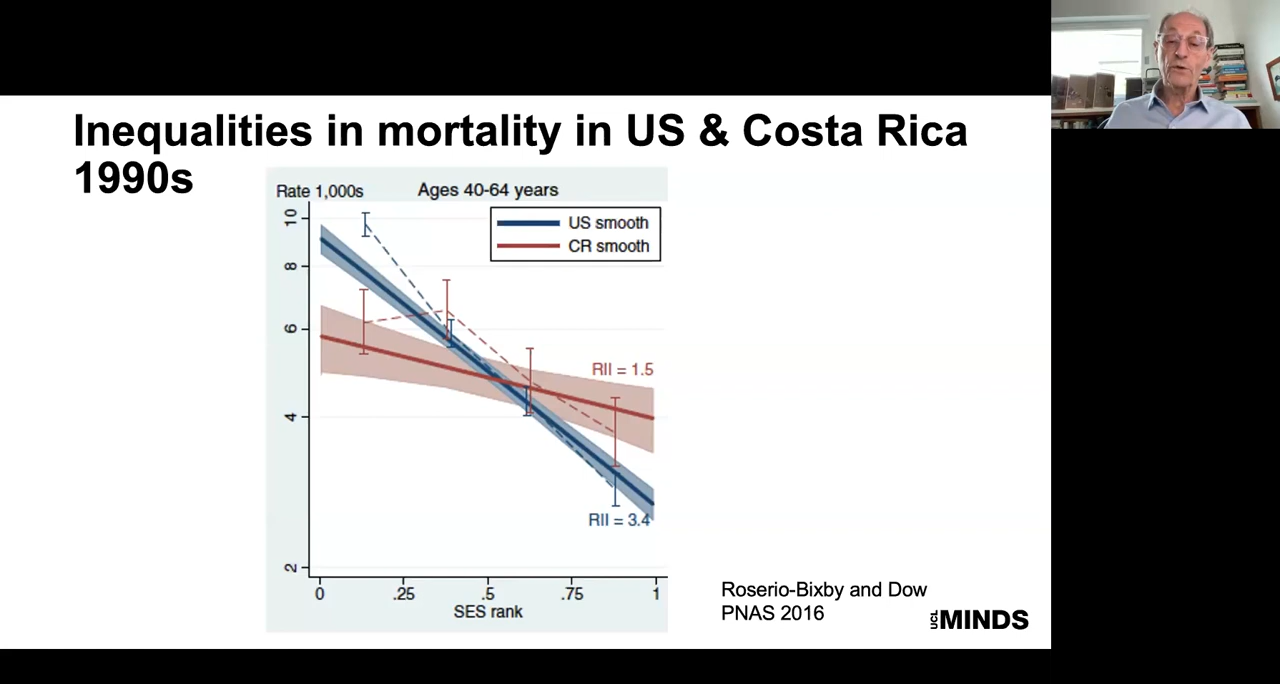 Inequalities in mortality in US & Costa Rica
1990s
Rate 1,000s
Ages 40-64 years
US smooth
CR smooth
10
8
6
4
2
RII = 1.5
RII = 3.4
0 .25 .5 .75 1
SES rank
Roserio-Bixby and Dow
PNAS 2016
UCL MINDS